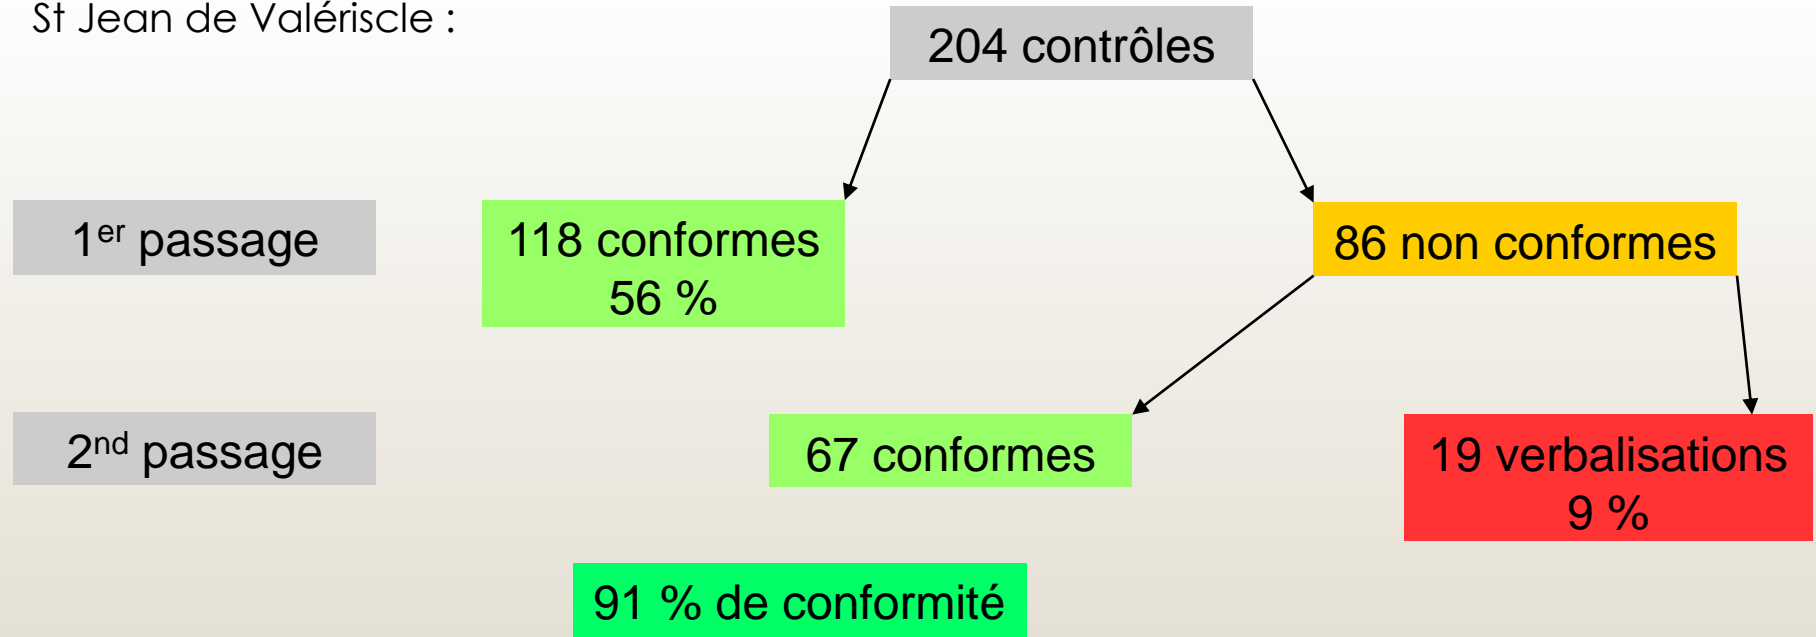 St Jean de Valériscle :
204 contrôles
1er passage
118 conformes
56 %
86 non conformes
2nd passage
67 conformes
19 verbalisations
9 %
91 % de conformité